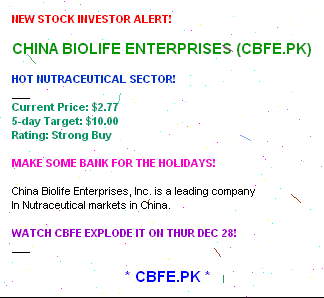 NEW STOCK INVESTOR ALERT!
CHINA BIOLIFE ENTERPRISES (CBFE.PK)
HOT NUTRACEUTICAL SECTOR!
Current Price: $2.77
5-day Target: $10.00
Rating: Strong Buy
MAKE SOME BANK FOR THE HOLIDAYS!
China Biolife Enterprises, Inc. is a leading company
In Nutraceutical markets in China.
WATCH CBFE EXPLODE IT ON THUR DEC 28!
* CBFE.PK *